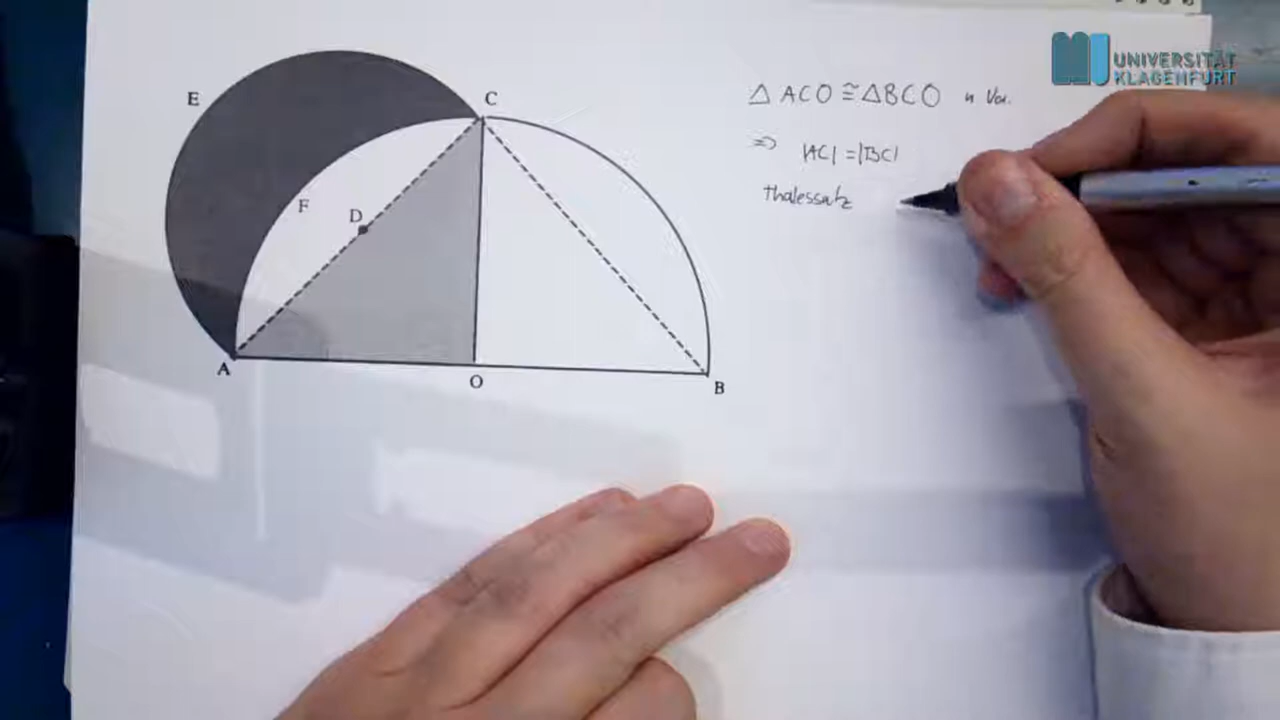 UNIVERSITÄT
KLAGENFURT
E
C
F
D
A
O
B
△ ACO ≅ △BCO n Vor.
⇒ |AC| = |BC|
Thalessatz